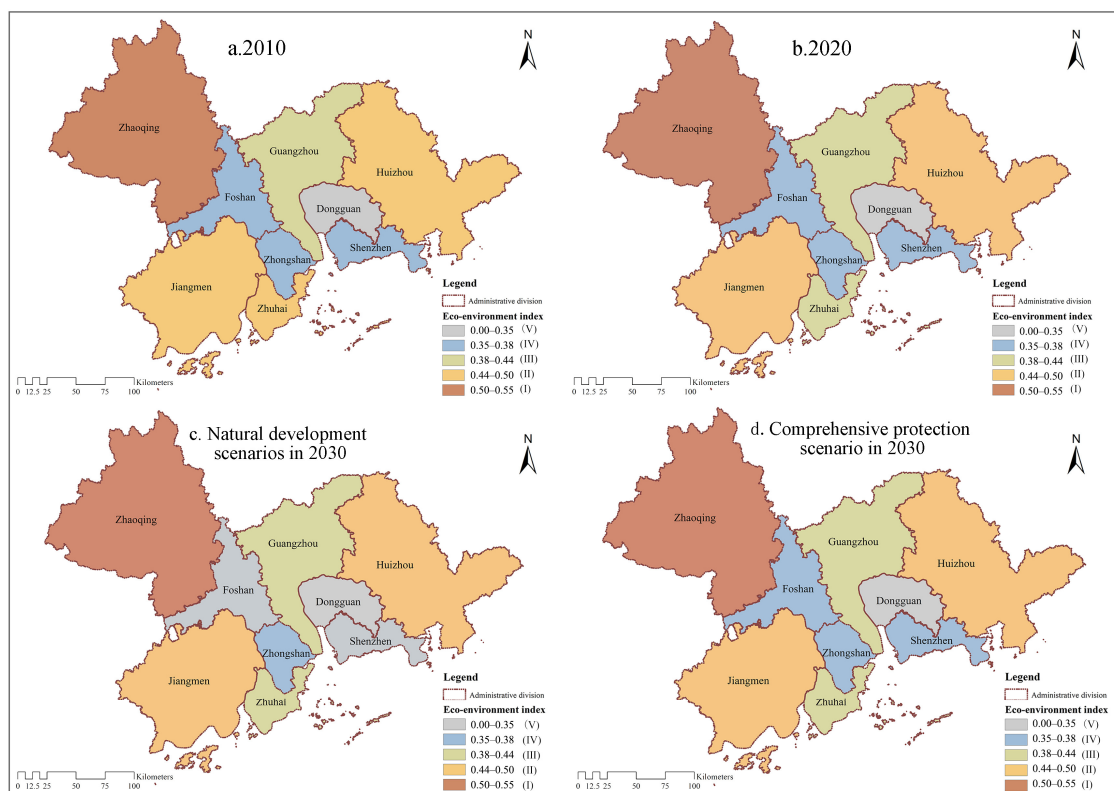 a.2010
N
Zhaoqing
Guangzhou
Huizhou
Foshan
Dongguan
Shenzhen
Zhongshan
Jiangmen
Zhuhai
Legend
Administrative division
Eco-environment index
0.00–0.35 (V)
0.35–0.38 (IV)
0.38–0.44 (III)
0.44–0.50 (II)
0.50–0.55 (I)
Kilometers
0 12.5 25 50 75 100
b.2020
N
Zhaoqing
Guangzhou
Huizhou
Foshan
Dongguan
Shenzhen
Zhongshan
Jiangmen
Zhuhai
Legend
Administrative division
Eco-environment index
0.00–0.35 (V)
0.35–0.38 (IV)
0.38–0.44 (III)
0.44–0.50 (II)
0.50–0.55 (I)
Kilometers
0 12.5 25 50 75 100
c. Natural development
scenarios in 2030
N
Zhaoqing
Guangzhou
Huizhou
Foshan
Dongguan
Shenzhen
Zhongshan
Jiangmen
Zhuhai
Legend
Administrative division
Eco-environment index
0.00–0.35 (V)
0.35–0.38 (IV)
0.38–0.44 (III)
0.44–0.50 (II)
0.50–0.55 (I)
Kilometers
0 12.5 25 50 75 100
d. Comprehensive protection
scenario in 2030
N
Zhaoqing
Guangzhou
Huizhou
Foshan
Dongguan
Shenzhen
Zhongshan
Jiangmen
Zhuhai
Legend
Administrative division
Eco-environment index
0.00–0.35 (V)
0.35–0.38 (IV)
0.38–0.44 (III)
0.44–0.50 (II)
0.50–0.55 (I)
Kilometers
0 12.5 25 50 75 100